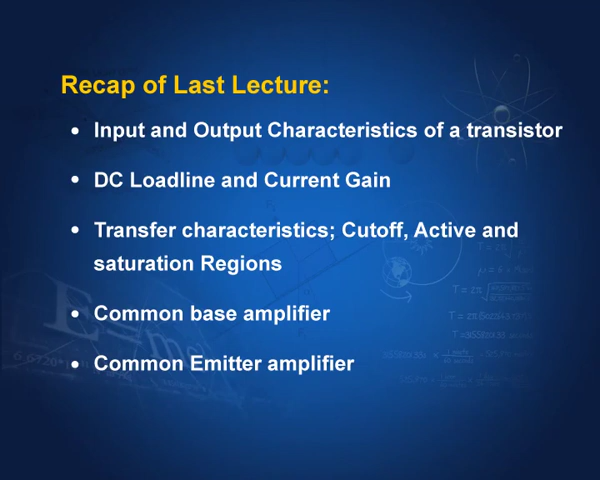 Recap of Last Lecture:
• Input and Output Characteristics of a transistor
• DC Loadline and Current Gain
• Transfer characteristics; Cutoff, Active and
saturation Regions
• Common base amplifier
• Common Emitter amplifier